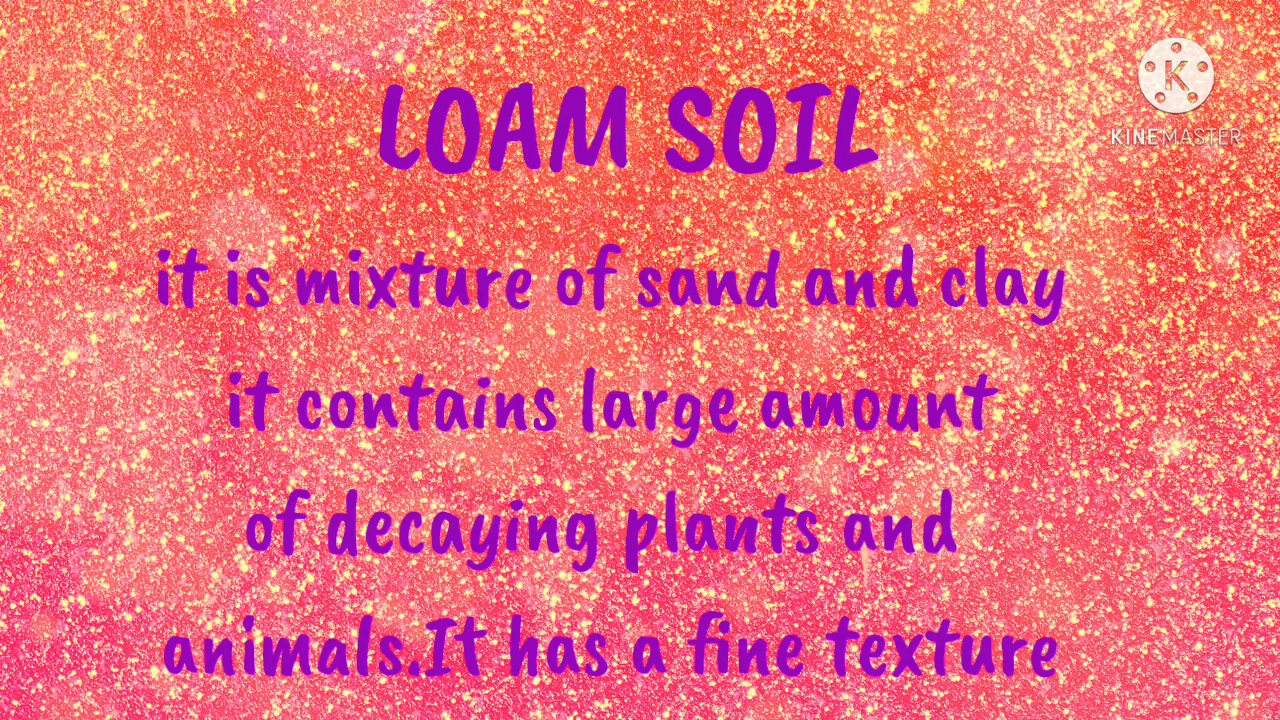 LOAM SOIL
it is mixture of sand and clay
it contains large amount
of decaying plants and
animals.It has a fine texture
K
KINEMASTER